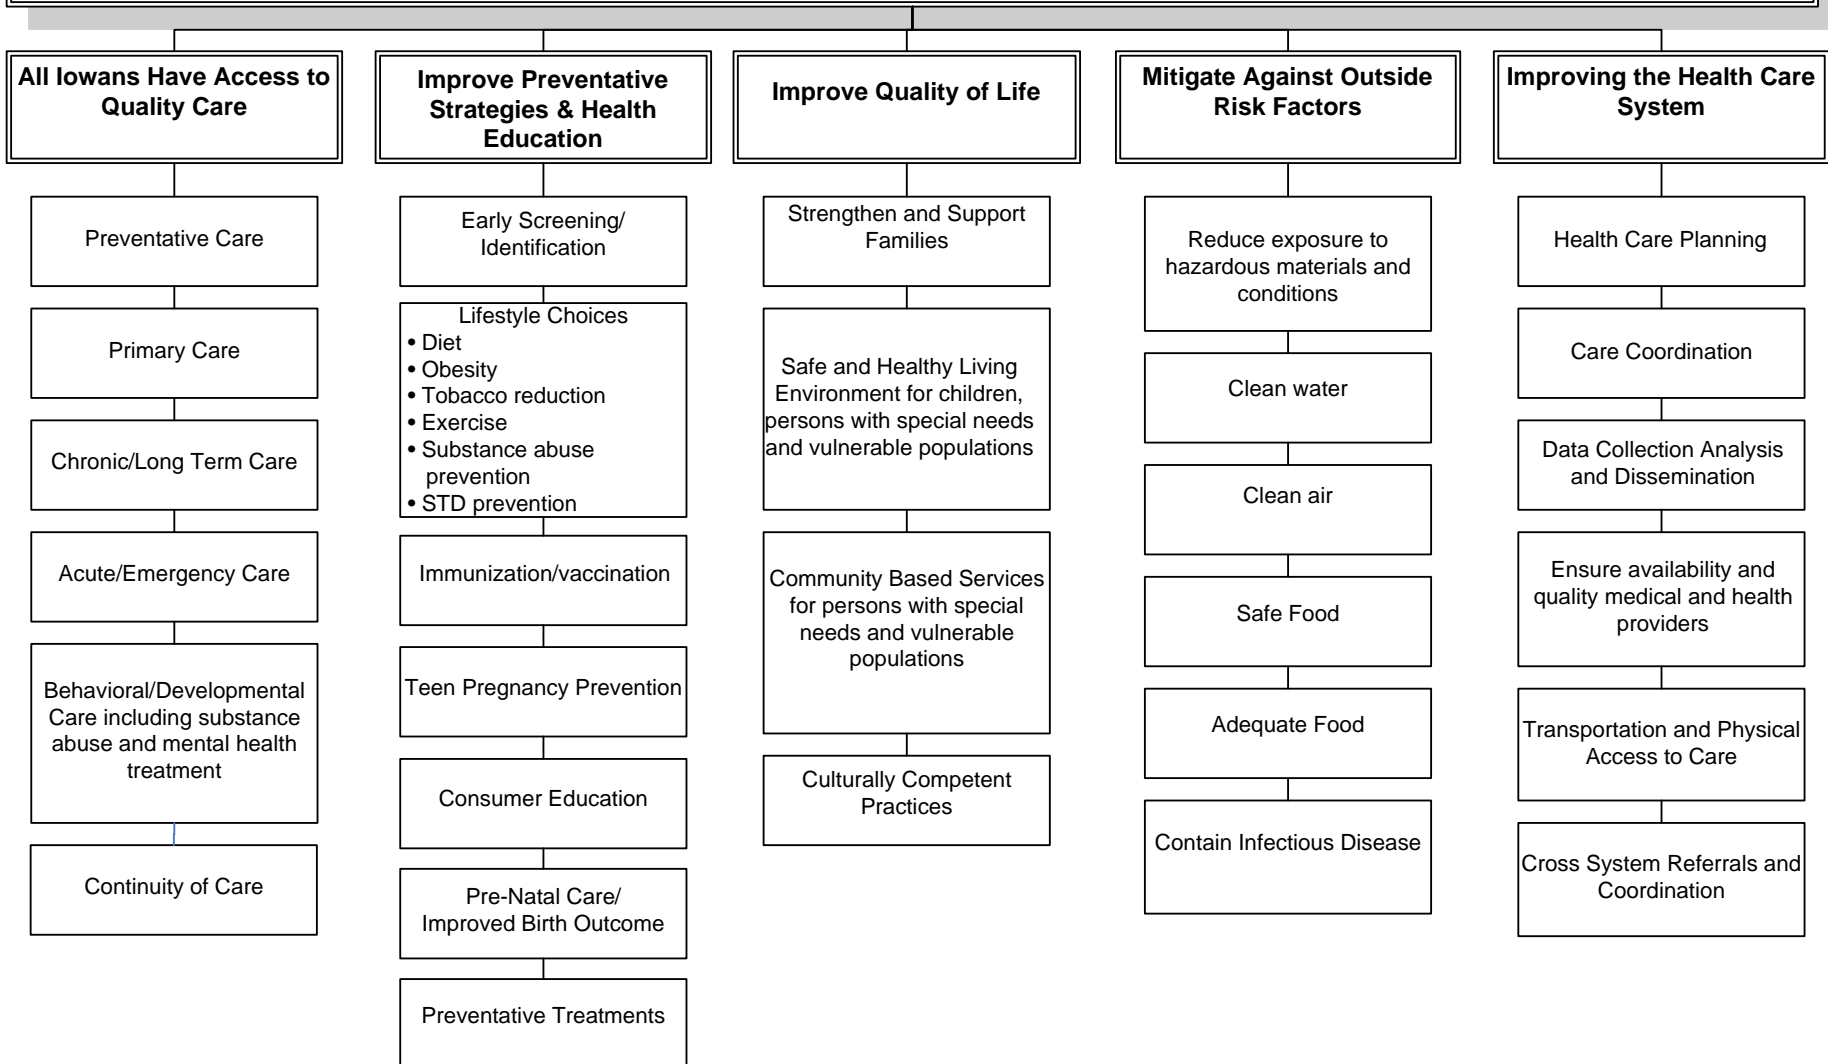 All Iowans Have Access to
Quality Care
Preventative Care
Primary Care
Chronic/Long Term Care
Acute/Emergency Care
Behavioral/Developmental
Care including substance
abuse and mental health
treatment
Continuity of Care
Improve Preventative
Strategies & Health
Education
Early Screening/
Identification
Lifestyle Choices
• Diet
• Obesity
• Tobacco reduction
• Exercise
• Substance abuse
prevention
• STD prevention
Immunization/vaccination
Teen Pregnancy Prevention
Consumer Education
Pre-Natal Care/
Improved Birth Outcome
Preventative Treatments
Improve Quality of Life
Strengthen and Support
Families
Safe and Healthy Living
Environment for children,
persons with special needs
and vulnerable populations
Community Based Services
for persons with special
needs and vulnerable
populations
Culturally Competent
Practices
Mitigate Against Outside
Risk Factors
Reduce exposure to
hazardous materials and
conditions
Clean water
Clean air
Safe Food
Adequate Food
Contain Infectious Disease
Improving the Health Care
System
Health Care Planning
Care Coordination
Data Collection Analysis
and Dissemination
Ensure availability and
quality medical and health
providers
Transportation and Physical
Access to Care
Cross System Referrals and
Coordination